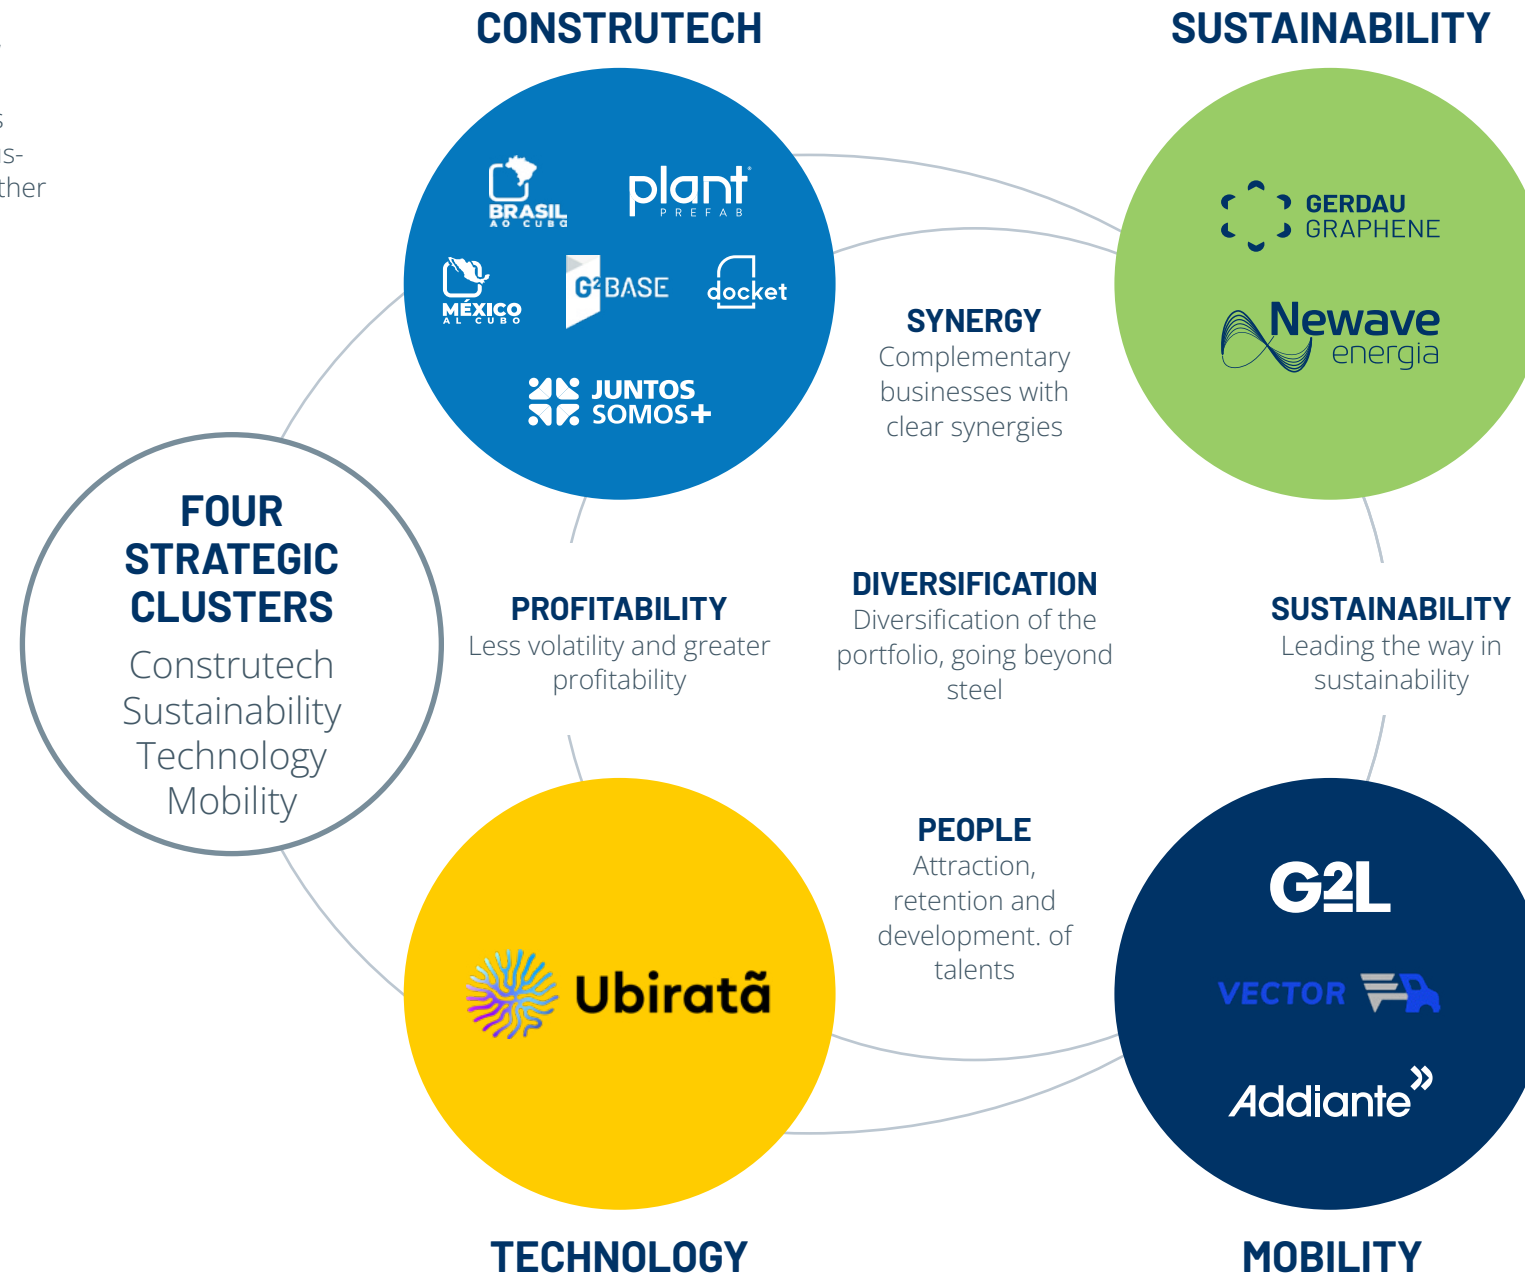 s
is-
ther
CONSTRUTECH
SUSTAINABILITY
BRASIL
AO CUBO
plant
PREFAB
MÉXICO
AL CUBO
G²BASE
docket
JUNTOS
SOMOS+
GERDAU
GRAPHENE
Newave
energia
SYNERGY
Complementary
businesses with
clear synergies
FOUR
STRATEGIC
CLUSTERS
Construtech
Sustainability
Technology
Mobility
PROFITABILITY
Less volatility and greater
profitability
DIVERSIFICATION
Diversification of the
portfolio, going beyond
steel
SUSTAINABILITY
Leading the way in
sustainability
PEOPLE
Attraction,
retention and
development. of
talents
Ubiratã
G2L
VECTOR
Addiante
TECHNOLOGY
MOBILITY